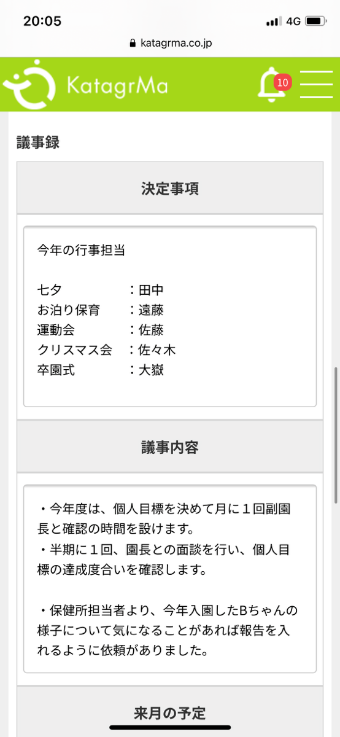 20:05
4G
katagrma.co.jp
KatagrMa
10
議事録
決定事項
今年の行事担当
七夕　　　　　：田中
お泊り保育　　：遠藤
運動会　　　　：佐藤
クリスマス会　：佐々木
卒園式　　　　：大嶽
議事内容
・今年度は、個人目標を決めて月に１回副園
長と確認の時間を設けます。
・半期に１回、園長との面談を行い、個人目
標の達成度合いを確認します。
・保健所担当者より、今年入園したBちゃんの
様子について気になることがあれば報告を入
れるように依頼がありました。
来月の予定